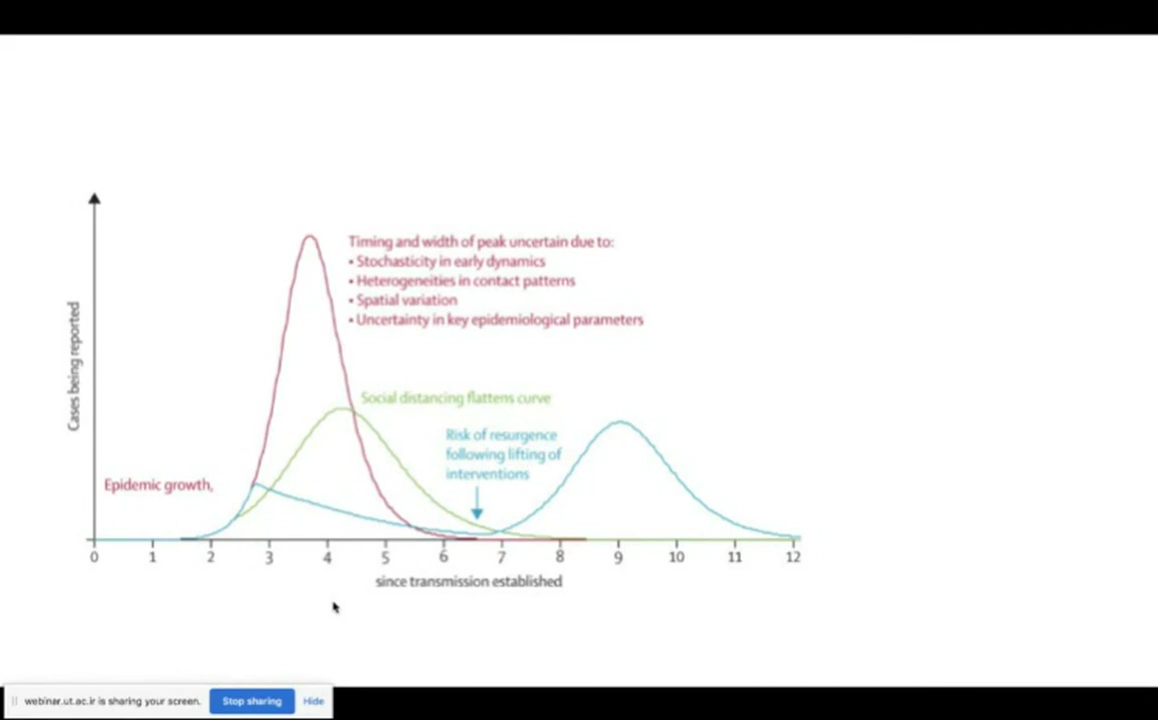 Timing and width of peak uncertain due to:
• Stochasticity in early dynamics
• Heterogeneities in contact patterns
• Spatial variation
• Uncertainty in key epidemiological parameters
Cases being reported
Social distancing flattens curve
Risk of resurgence
following lifting of
interventions
Epidemic growth,
0 1 2 3 4 5 6 7 8 9 10 11 12
since transmission established
webinar.ut.ac.ir is sharing your screen. Stop sharing Hide